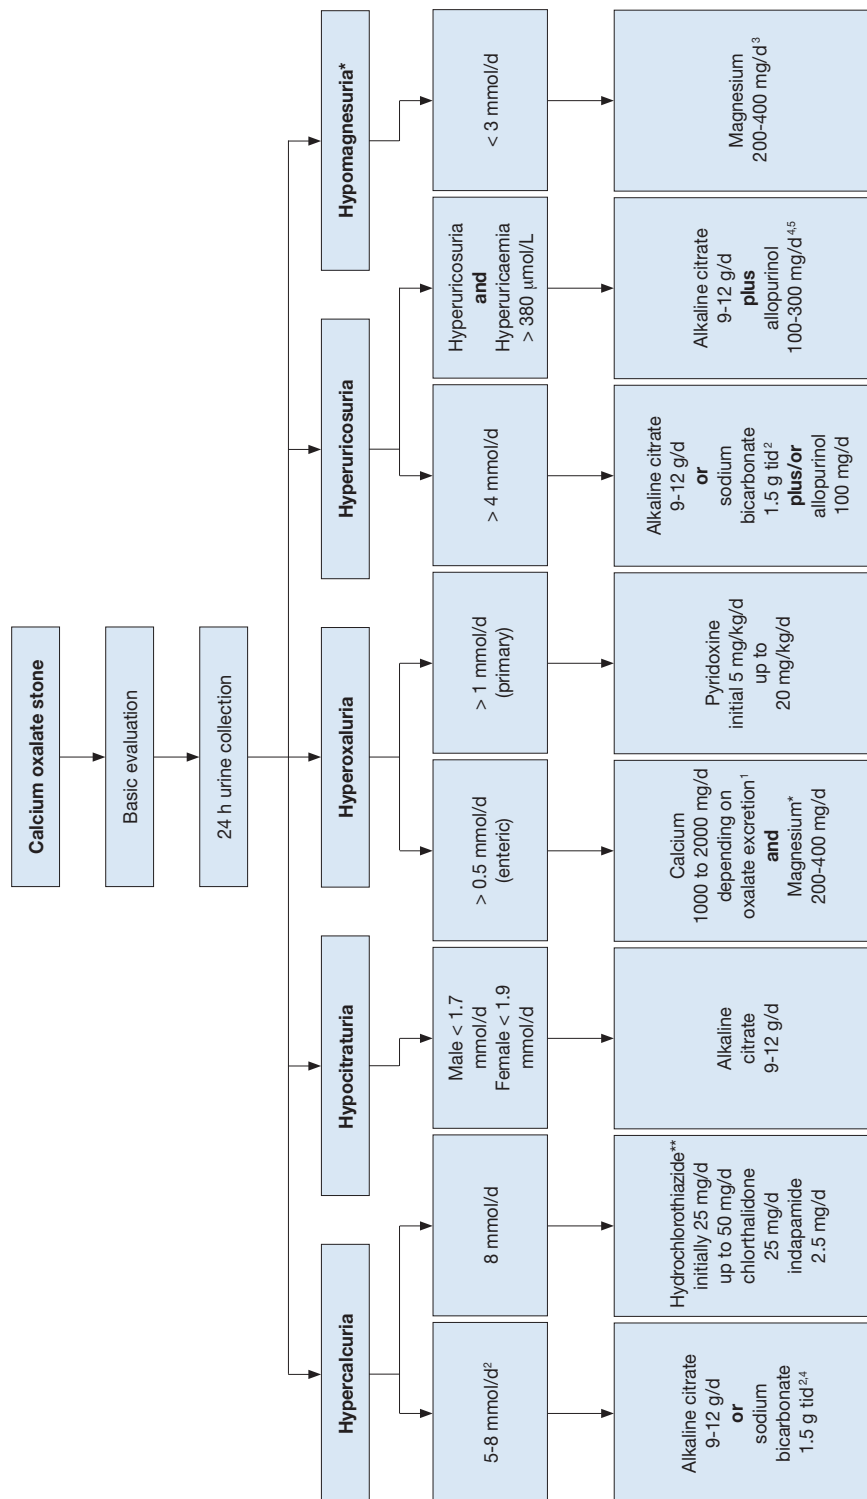 Calcium oxalate stone
Basic evaluation
24 h urine collection
Hypercalcuria
Hypocitraturia
Hyperoxaluria
Hyperuricosuria
Hypomagnesuria*
5-8 mmol/d²
8 mmol/d
Male < 1.7
mmol/d
Female < 1.9
mmol/d
> 0.5 mmol/d
(enteric)
> 1 mmol/d
(primary)
> 4 mmol/d
Hyperuricosuria
and
Hyperuricaemia
> 380 μmol/L
< 3 mmol/d
Alkaline citrate
9-12 g/d
or
sodium
bicarbonate
1.5 g tid²,⁴
Hydrochlorothiazide**
initially 25 mg/d
up to 50 mg/d
chlorthalidone
25 mg/d
indapamide
2.5 mg/d
Alkaline
citrate
9-12 g/d
Calcium
1000 to 2000 mg/d
depending on
oxalate excretion¹
and
Magnesium*
200-400 mg/d
Pyridoxine
initial 5 mg/kg/d
up to
20 mg/kg/d
Alkaline citrate
9-12 g/d
or
sodium
bicarbonate
1.5 g tid²
plus/or
allopurinol
100 mg/d
Alkaline citrate
9-12 g/d
plus
allopurinol
100-300 mg/d⁴,⁵
Magnesium
200-400 mg/d³